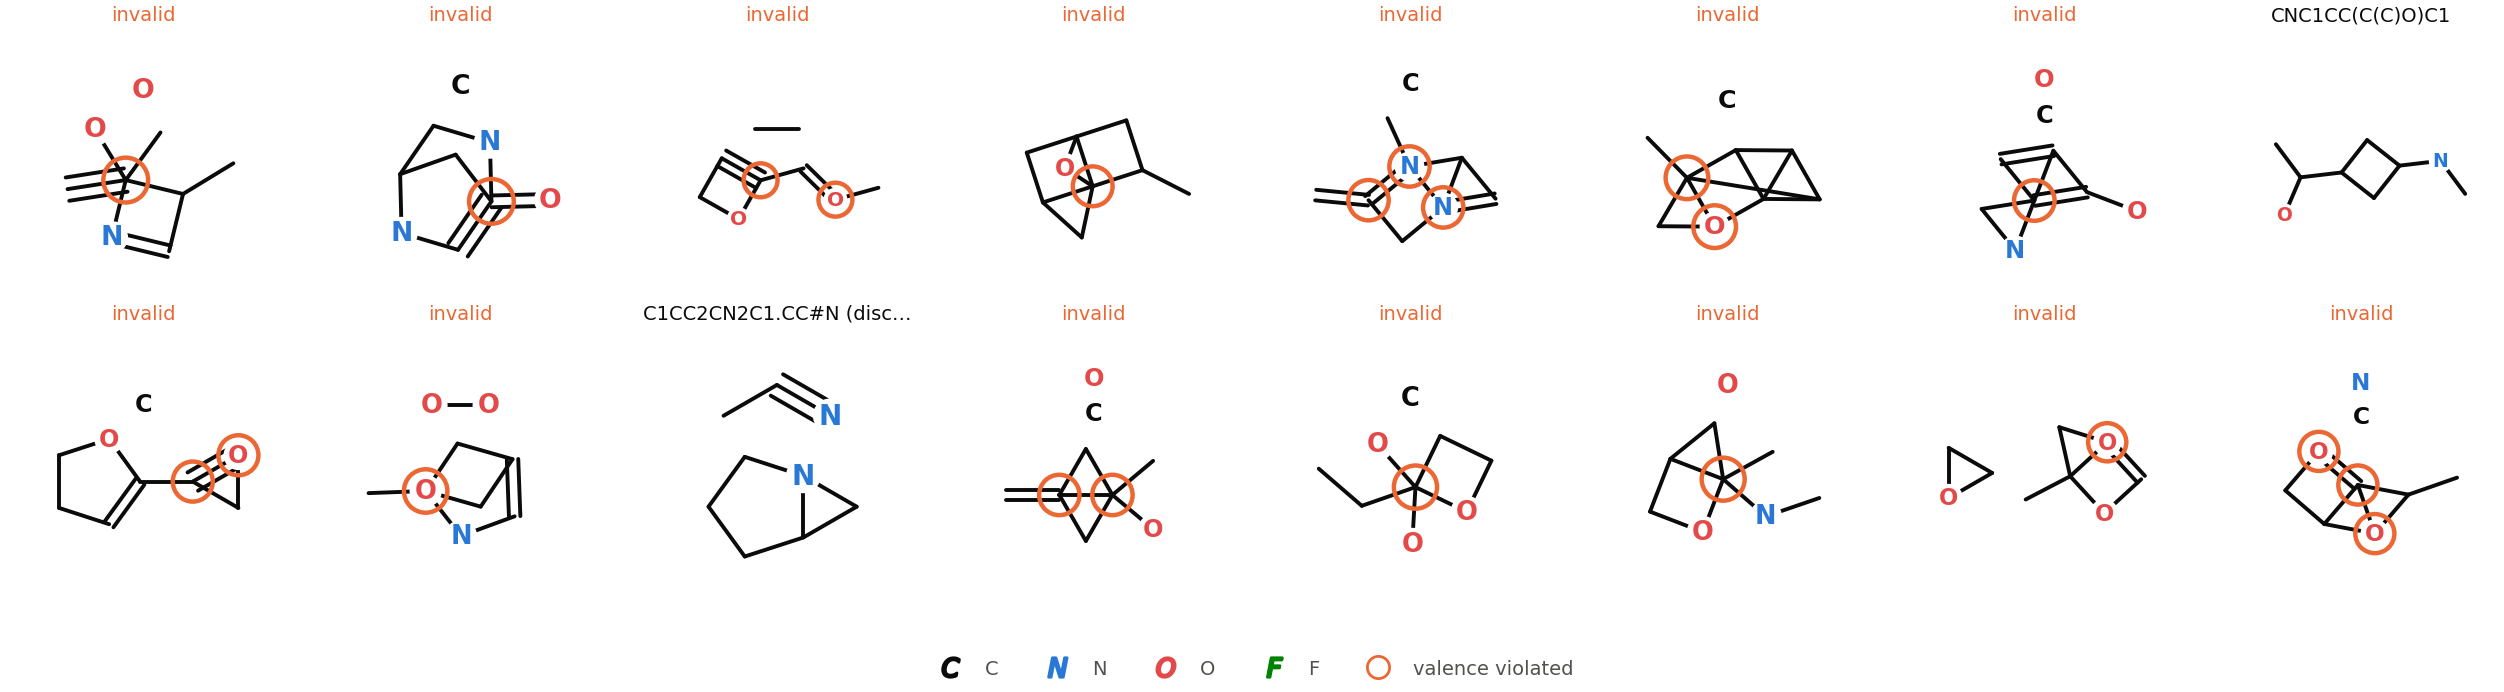 invalid invalid invalid invalid invalid invalid invalid CNC1CC(C(C)O)C1
O C C C C O C
O N N O O O O C N N N O O N O N O
invalid invalid C1CC2CN2C1.CC#N (disc... invalid invalid invalid invalid invalid
C O O N O C C O N C
O O O N N O O O O N O O O O O
C C N N O O F F valence violated